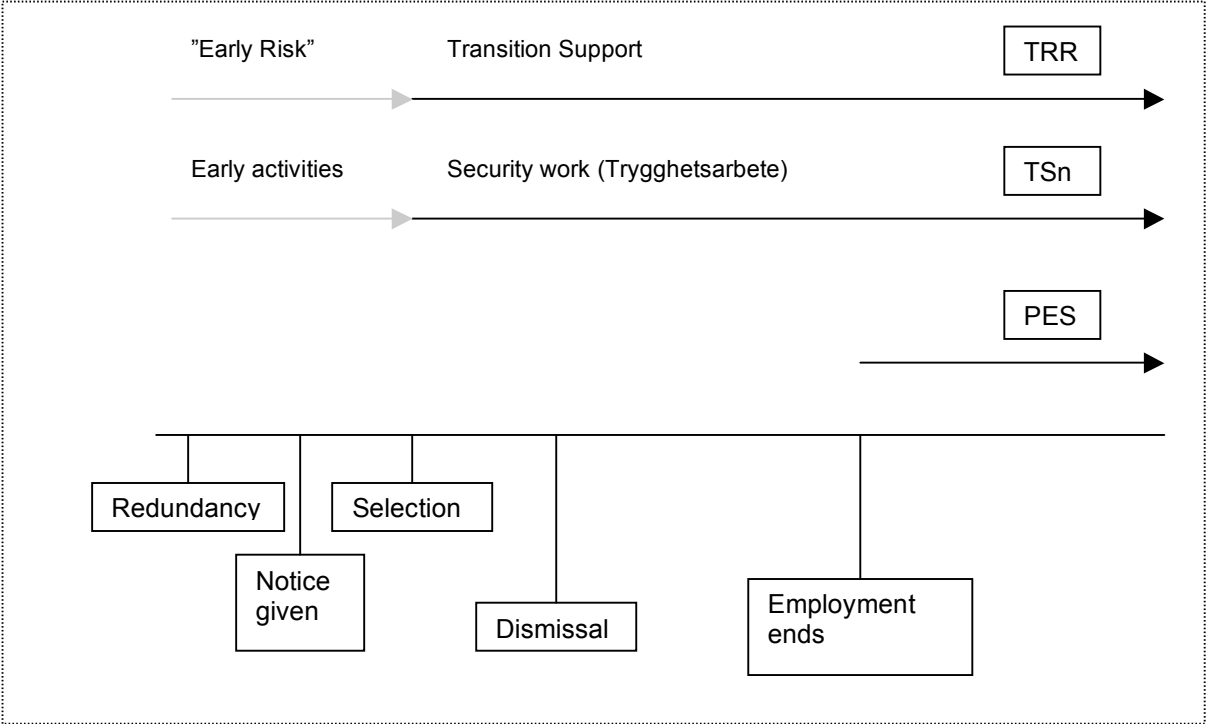 ”Early Risk”
Transition Support
TRR
Early activities
Security work (Trygghetsarbete)
TSn
PES
Redundancy
Selection
Notice
given
Dismissal
Employment
ends